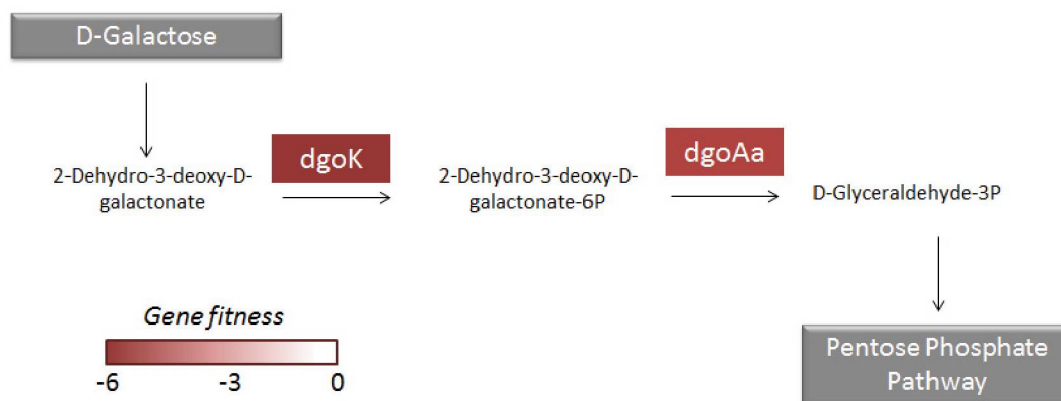 D-Galactose
dgoK
dgoAa
2-Dehydro-3-deoxy-D-
galactonate
2-Dehydro-3-deoxy-D-
galactonate-6P
D-Glyceraldehyde-3P
Gene fitness
-6 -3 0
Pentose Phosphate
Pathway